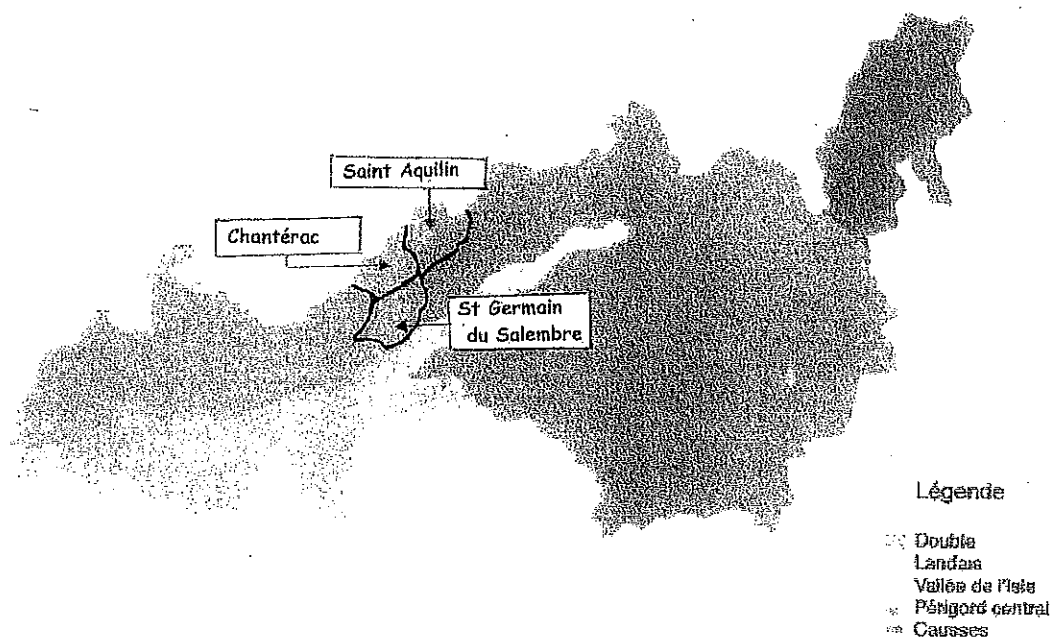 Saint Aquilin
Chantérac
St Germain
du Salembre
Légende
Double
Landais
Vallée de l'Isle
Périgord central
Causses